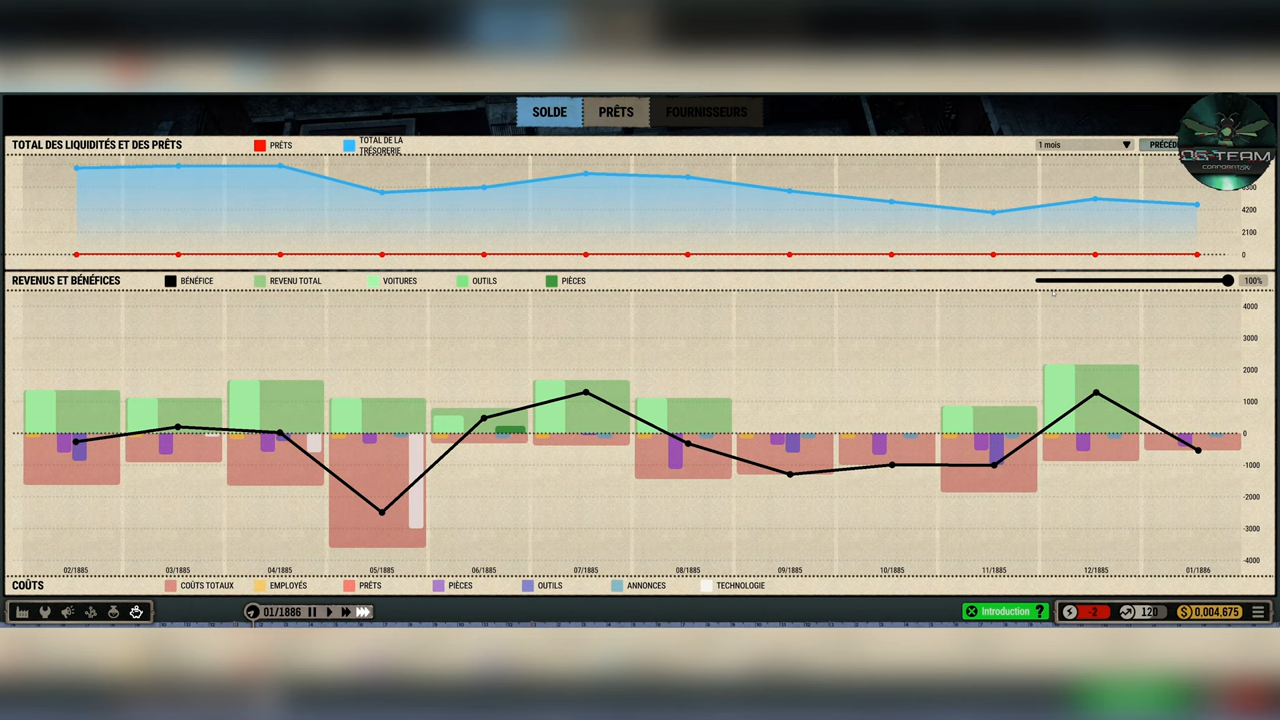 SOLDE PRÊTS FOURNISSEURS
TOTAL DES LIQUIDITÉS ET DES PRÊTS PRÊTS TOTAL DE LA TRÉSORERIE 1 mois
TEAM
CORPORATION
4200
2100
0
REVENUS ET BÉNÉFICES BÉNÉFICE REVENU TOTAL VOITURES OUTILS PIÈCES 100%
4000
3000
2000
1000
0
-1000
-2000
-3000
-4000
02/1885 03/1885 04/1885 05/1885 06/1885 07/1885 08/1885 09/1885 10/1885 11/1885 12/1885 01/1886
COÛTS COÛTS TOTAUX EMPLOYÉS PRÊTS PIÈCES OUTILS ANNONCES TECHNOLOGIE
01/1886 Introduction ? -2 120 0,004,675